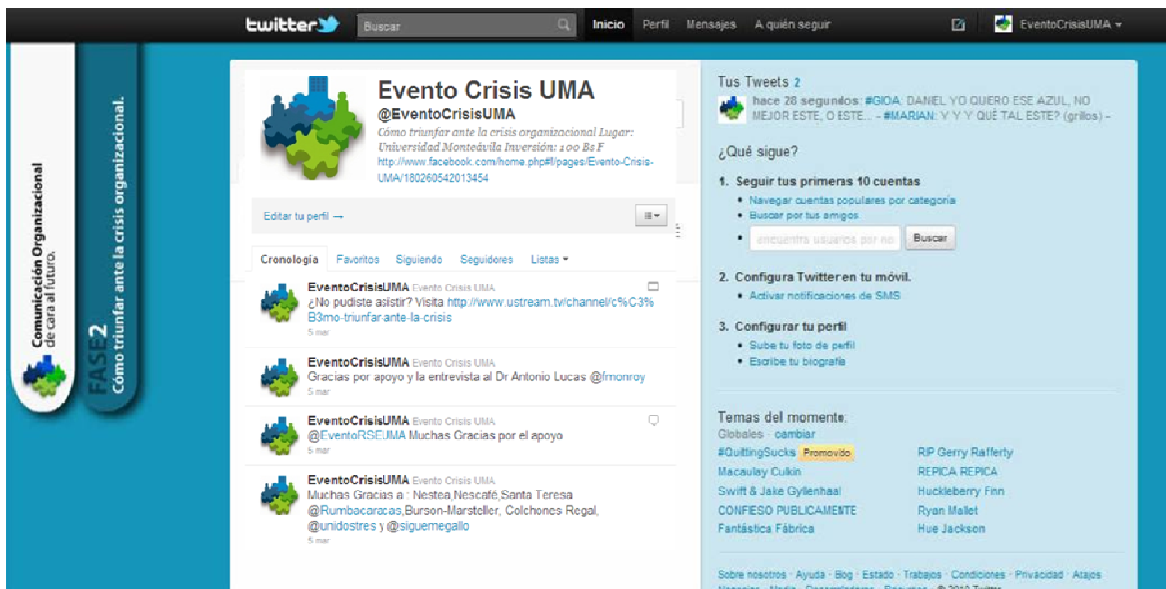 twitter
Buscar
Inicio Perfil Mensajes A quién seguir
EventoCrisisUMA
Comunicación Organizacional
de cara al futuro.
FASE2
Cómo triunfar ante la crisis organizacional.
Evento Crisis UMA
@EventoCrisisUMA
Cómo triunfar ante la crisis organizacional Lugar:
Universidad Monteávila Inversión: 100 Bs F
http://www.facebook.com/home.php#!/pages/Evento-Crisis-
UMA/180260542013454
Editar tu perfil →
Cronología Favoritos Siguiendo Seguidores Listas
EventoCrisisUMA Evento Crisis UMA
¿No pudiste asistir? Visita http://www.ustream.tv/channel/c%C3%
B3mo-triunfar-ante-la-crisis
5 mar
EventoCrisisUMA Evento Crisis UMA
Gracias por apoyo y la entrevista al Dr Antonio Lucas @fmonroy
5 mar
EventoCrisisUMA Evento Crisis UMA
@EventoRSEUMA Muchas Gracias por el apoyo
5 mar
EventoCrisisUMA Evento Crisis UMA
Muchas Gracias a : Nestea,Nescafé,Santa Teresa
@Rumbacaracas,Burson-Marsteller, Colchones Regal,
@unidostres y @siguemegallo
5 mar
Tus Tweets 2
hace 28 segundos: #GIOA: DANIEL YO QUIERO ESE AZUL, NO
MEJOR ESTE, O ESTE... - #MARIAN: Y Y Y QUÉ TAL ESTE? (grillos) -
¿Qué sigue?
1. Seguir tus primeras 10 cuentas
• Navegar cuentas populares por categoría
• Buscar por tus amigos
• encuentra usuarios por no Buscar
2. Configura Twitter en tu móvil.
• Activar notificaciones de SMS
3. Configurar tu perfil
• Sube tu foto de perfil
• Escribe tu biografía
Temas del momente:
Globales · cambiar
#QuittingSucks Promovido
Macaulay Culkin
Swift & Jake Gyllenhaal
CONFIESO PUBLICAMENTE
Fantástica Fábrica
RIP Gerry Rafferty
REPICA REPICA
Huckleberry Finn
Ryan Mallet
Hue Jackson
Sobre nosotros · Ayuda · Blog · Estado · Trabajos · Condiciones · Privacidad · Atajos
© 2010 Twitter